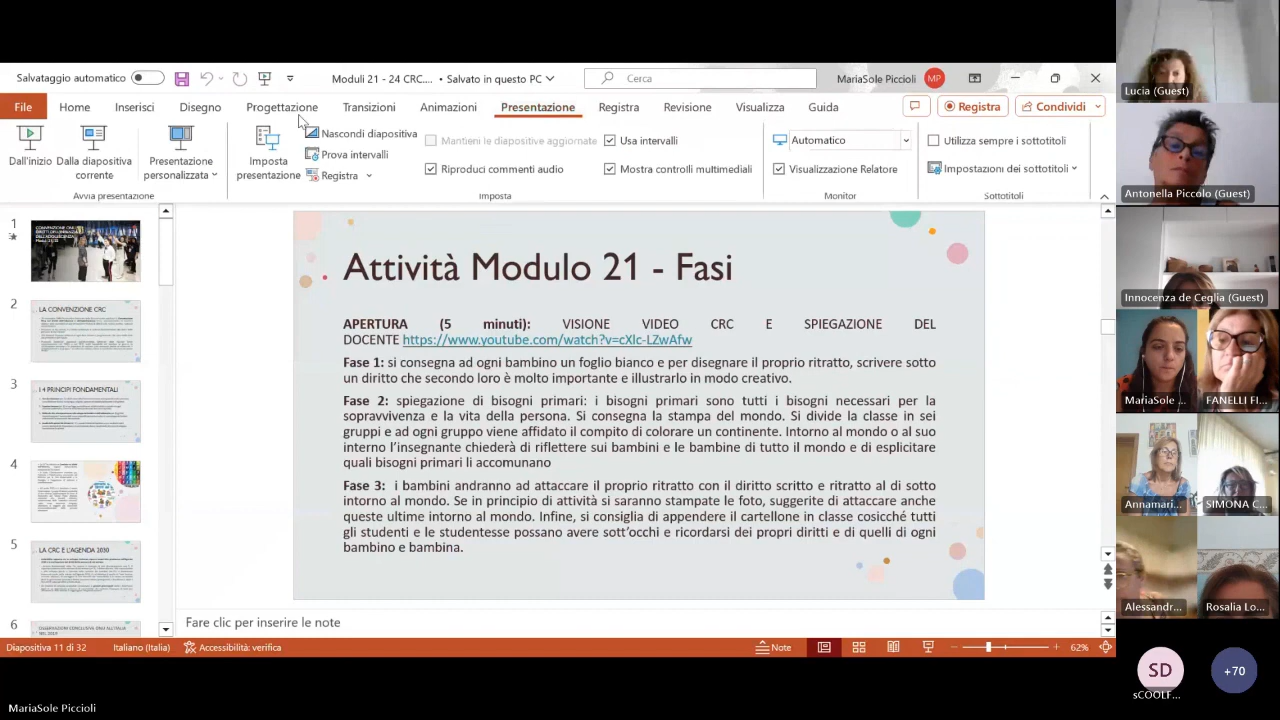 Salvataggio automatico
Moduli 21 - 24 CRC.... • Salvato in questo PC
Cerca
MariaSole Piccioli
MP
File
Home
Inserisci
Disegno
Progettazione
Transizioni
Animazioni
Presentazione
Registra
Revisione
Visualizza
Guida
Registra
Condividi
Dall'inizio
Dalla diapositiva
corrente
Presentazione
personalizzata
Avvia presentazione
Imposta
presentazione
Nascondi diapositiva
Prova intervalli
Registra
Mantieni le diapositive aggiornate
Riproduci commenti audio
Usa intervalli
Mostra controlli multimediali
Imposta
Automatico
Visualizzazione Relatore
Monitor
Utilizza sempre i sottotitoli
Impostazioni dei sottotitoli
Sottotitoli
1
2
LA CONVENZIONE CRC
3
I 4 PRINCIPI FONDAMENTALI
4
5
LA CRC E L'AGENDA 2030
6
Attività Modulo 21 - Fasi
APERTURA (5 minuti): VISIONE VIDEO CRC E SPIEGAZIONE DEL
DOCENTE https://www.youtube.com/watch?v=cXlc-LZwAfw
Fase 1: si consegna ad ogni bambino un foglio bianco e per disegnare il proprio ritratto, scrivere sotto
un diritto che secondo loro è molto importante e illustrarlo in modo creativo.
Fase 2: spiegazione di bisogni primari: i bisogni primari sono tutti i bisogni necessari per la
sopravvivenza e la vita della persona. Si consegna la stampa del mondo. Si divide la classe in sei
gruppi e ad ogni gruppo viene affidato il compito di colorare un continente. Intorno al mondo o al suo
interno l'insegnante chiederà di riflettere sui bambini e le bambine di tutto il mondo e di esplicitare
quali bisogni primari li accomunano
Fase 3: i bambini andranno ad attaccare il proprio ritratto con il diritto scritto e ritratto al di sotto
intorno al mondo. Se in principio di attività si saranno stampate le foto, suggerite di attaccare anche
queste ultime intorno al mondo. Infine, si consiglia di appendere il cartellone in classe cosicché tutti
gli studenti e le studentesse possano avere sott'occhi e ricordarsi dei propri diritti e di quelli di ogni
bambino e bambina.
Fare clic per inserire le note
Diapositiva 11 di 32
Italiano (Italia)
Accessibilità: verifica
Note
62%
Lucia (Guest)
Antonella Piccolo (Guest)
Innocenza de Ceglia (Guest)
MariaSole ...
FANELLI FI...
Annamari...
SIMONA C...
Alessandr...
Rosalia Lo...
SD
sCOOLF...
+70
MariaSole Piccioli